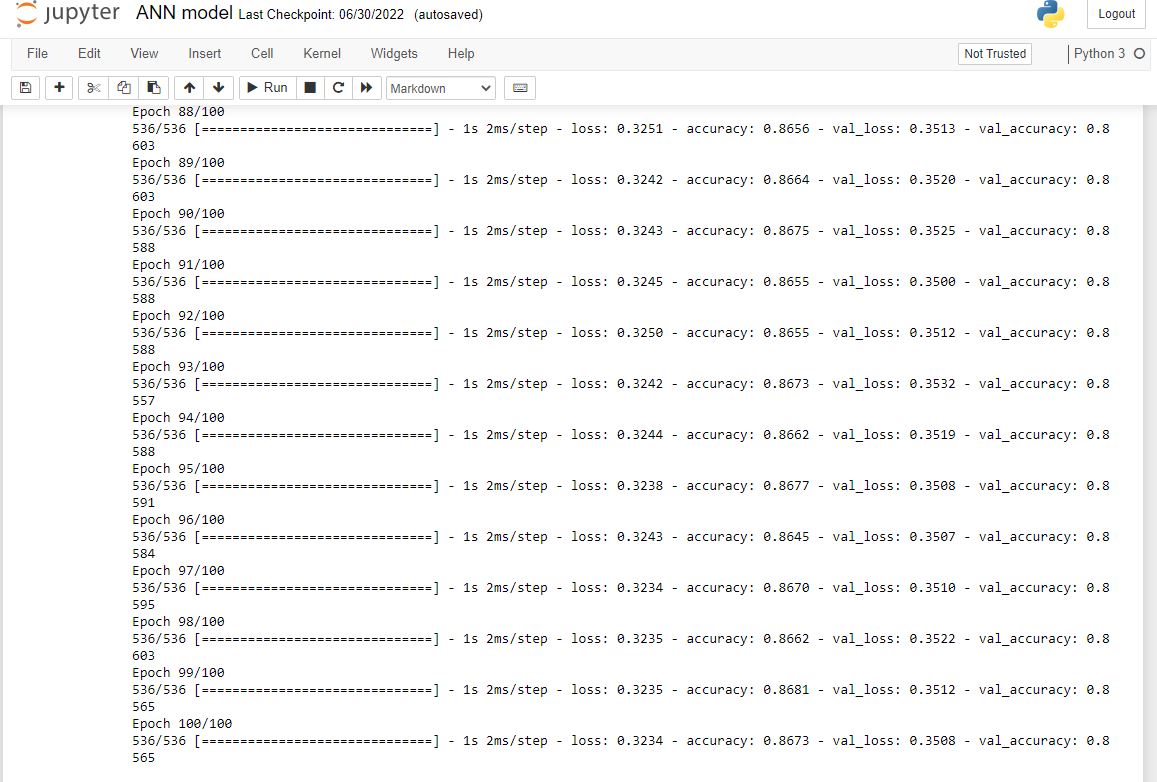 jupyter ANN model Last Checkpoint: 06/30/2022 (autosaved) Logout
File Edit View Insert Cell Kernel Widgets Help Not Trusted Python 3
Run Markdown
Epoch 88/100
536/536 [==============================] - 1s 2ms/step - loss: 0.3251 - accuracy: 0.8656 - val_loss: 0.3513 - val_accuracy: 0.8
603
Epoch 89/100
536/536 [==============================] - 1s 2ms/step - loss: 0.3242 - accuracy: 0.8664 - val_loss: 0.3520 - val_accuracy: 0.8
603
Epoch 90/100
536/536 [==============================] - 1s 2ms/step - loss: 0.3243 - accuracy: 0.8675 - val_loss: 0.3525 - val_accuracy: 0.8
588
Epoch 91/100
536/536 [==============================] - 1s 2ms/step - loss: 0.3245 - accuracy: 0.8655 - val_loss: 0.3500 - val_accuracy: 0.8
588
Epoch 92/100
536/536 [==============================] - 1s 2ms/step - loss: 0.3250 - accuracy: 0.8655 - val_loss: 0.3512 - val_accuracy: 0.8
588
Epoch 93/100
536/536 [==============================] - 1s 2ms/step - loss: 0.3242 - accuracy: 0.8673 - val_loss: 0.3532 - val_accuracy: 0.8
557
Epoch 94/100
536/536 [==============================] - 1s 2ms/step - loss: 0.3244 - accuracy: 0.8662 - val_loss: 0.3519 - val_accuracy: 0.8
588
Epoch 95/100
536/536 [==============================] - 1s 2ms/step - loss: 0.3238 - accuracy: 0.8677 - val_loss: 0.3508 - val_accuracy: 0.8
591
Epoch 96/100
536/536 [==============================] - 1s 2ms/step - loss: 0.3243 - accuracy: 0.8645 - val_loss: 0.3507 - val_accuracy: 0.8
584
Epoch 97/100
536/536 [==============================] - 1s 2ms/step - loss: 0.3234 - accuracy: 0.8670 - val_loss: 0.3510 - val_accuracy: 0.8
595
Epoch 98/100
536/536 [==============================] - 1s 2ms/step - loss: 0.3235 - accuracy: 0.8662 - val_loss: 0.3522 - val_accuracy: 0.8
603
Epoch 99/100
536/536 [==============================] - 1s 2ms/step - loss: 0.3235 - accuracy: 0.8681 - val_loss: 0.3512 - val_accuracy: 0.8
565
Epoch 100/100
536/536 [==============================] - 1s 2ms/step - loss: 0.3234 - accuracy: 0.8673 - val_loss: 0.3508 - val_accuracy: 0.8
565